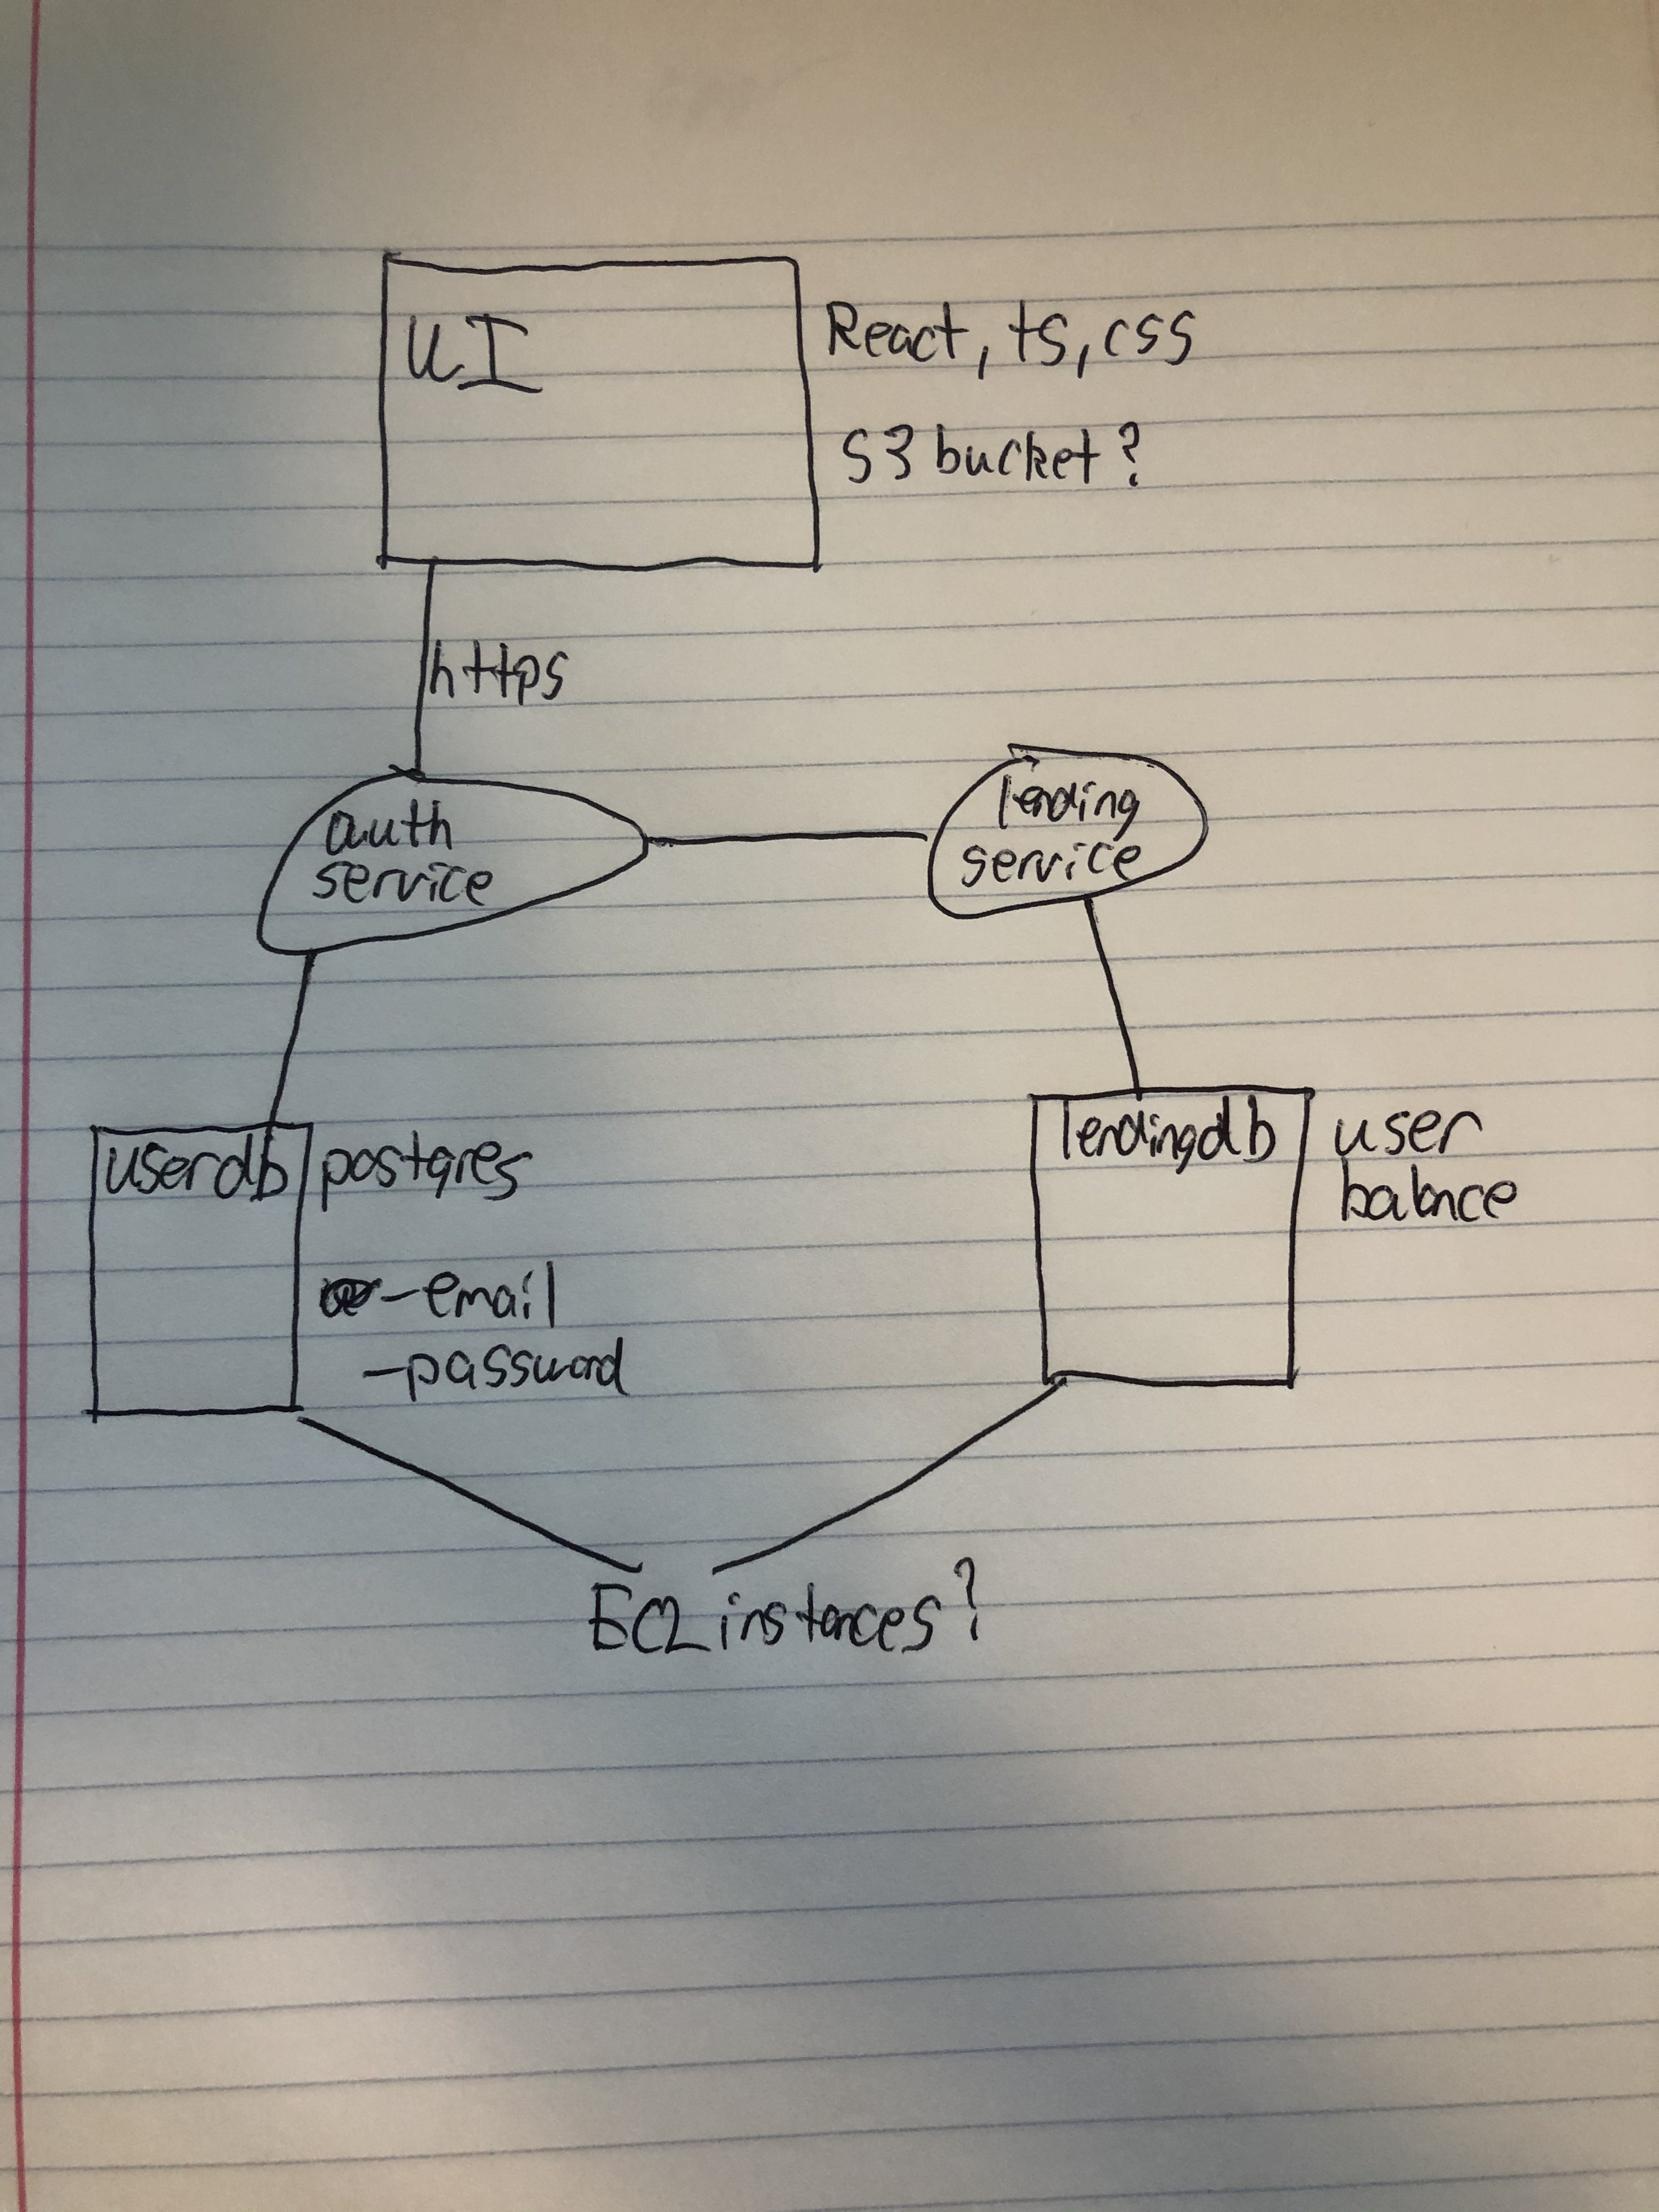 UI
React, ts, css
S3 bucket?
https
auth
service
lending
service
userdb
postgres
-email
-password
lendingdb
user
balance
EC2 instances?